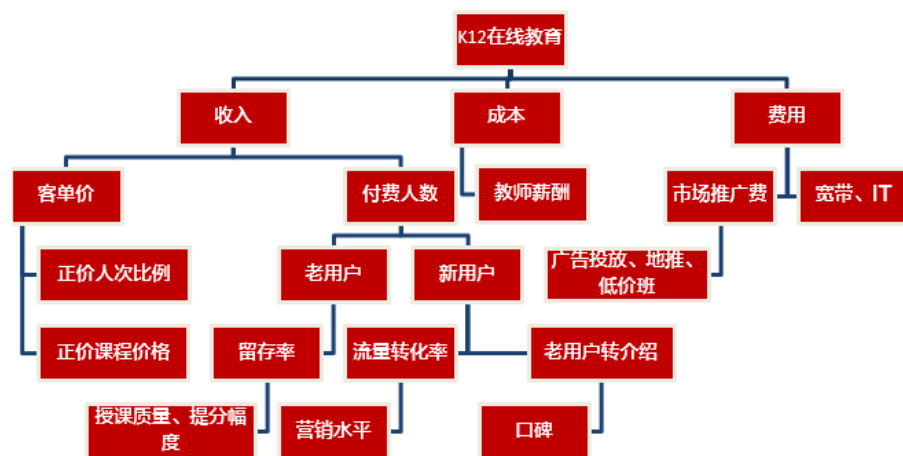 K12在线教育
收入
成本
费用
客单价
付费人数
教师薪酬
市场推广费
宽带、IT
正价人次比例
老用户
新用户
广告投放、地推、
低价班
正价课程价格
留存率
流量转化率
老用户转介绍
授课质量、提分幅
度
营销水平
口碑